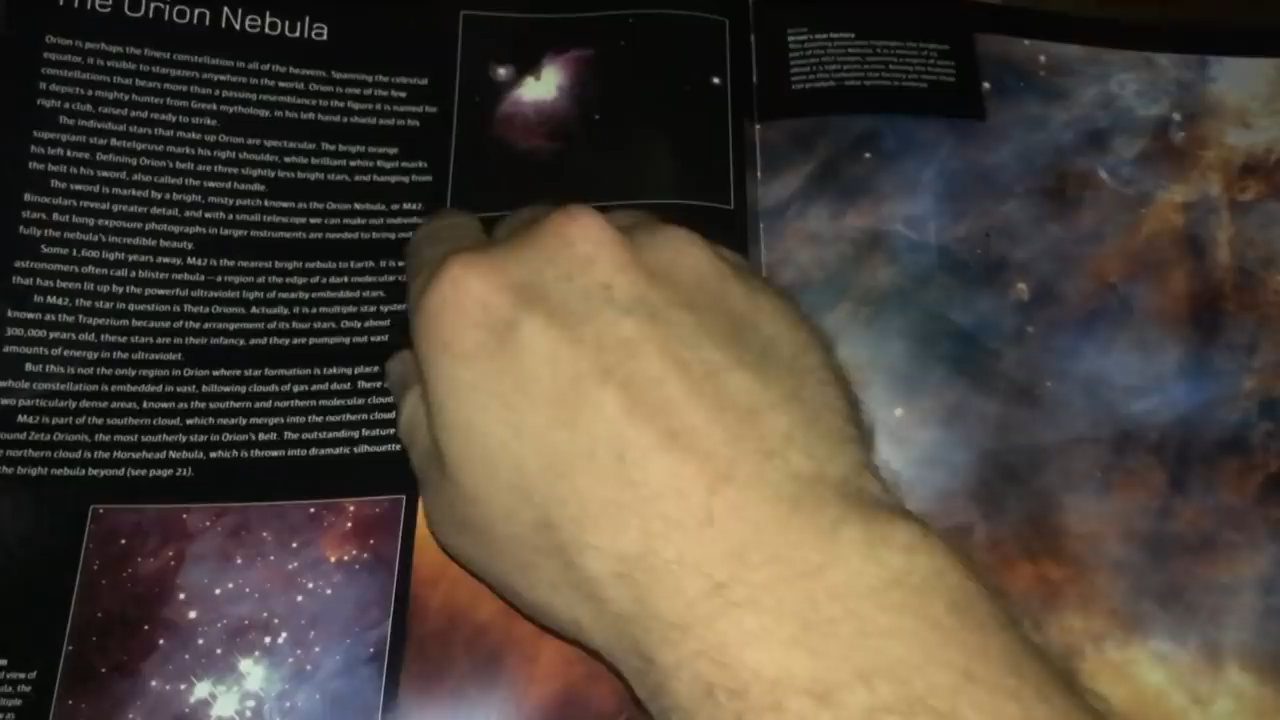 The Orion Nebula
Orion is perhaps the finest constellation in all of the heavens. Spanning the celestial
equator, it is visible to stargazers anywhere in the world. Orion is one of the few
constellations that bears more than a passing resemblance to the figure it is named for.
It depicts a mighty hunter from Greek mythology, in his left hand a shield and in his
right a club, raised and ready to strike.
The individual stars that make up Orion are spectacular. The bright orange
supergiant star Betelgeuse marks his right shoulder, while brilliant white Rigel marks
his left knee. Defining Orion's belt are three slightly less bright stars, and hanging from
the belt is his sword, also called the sword handle.
The sword is marked by a bright, misty patch known as the Orion Nebula, or M42.
Binoculars reveal greater detail, and with a small telescope we can make out individu
stars. But long-exposure photographs in larger instruments are needed to bring out
fully the nebula's incredible beauty.
Some 1,600 light-years away, M42 is the nearest bright nebula to Earth. It is w
astronomers often call a blister nebula—a region at the edge of a dark molecular c
that has been lit up by the powerful ultraviolet light of nearby embedded stars.
In M42, the star in question is Theta Orionis. Actually, it is a multiple star syster
known as the Trapezium because of the arrangement of its four stars. Only about
300,000 years old, these stars are in their infancy, and they are pumping out vast
amounts of energy in the ultraviolet.
But this is not the only region in Orion where star formation is taking place.
whole constellation is embedded in vast, billowing clouds of gas and dust. There
wo particularly dense areas, known as the southern and northern molecular cloud
M42 is part of the southern cloud, which nearly merges into the northern cloud
ound Zeta Orionis, the most southerly star in Orion's Belt. The outstanding feature
e northern cloud is the Horsehead Nebula, which is thrown into dramatic silhouette
the bright nebula beyond (see page 21).
m
d view of
ula, the
ltiple
w as
Orion's star factory